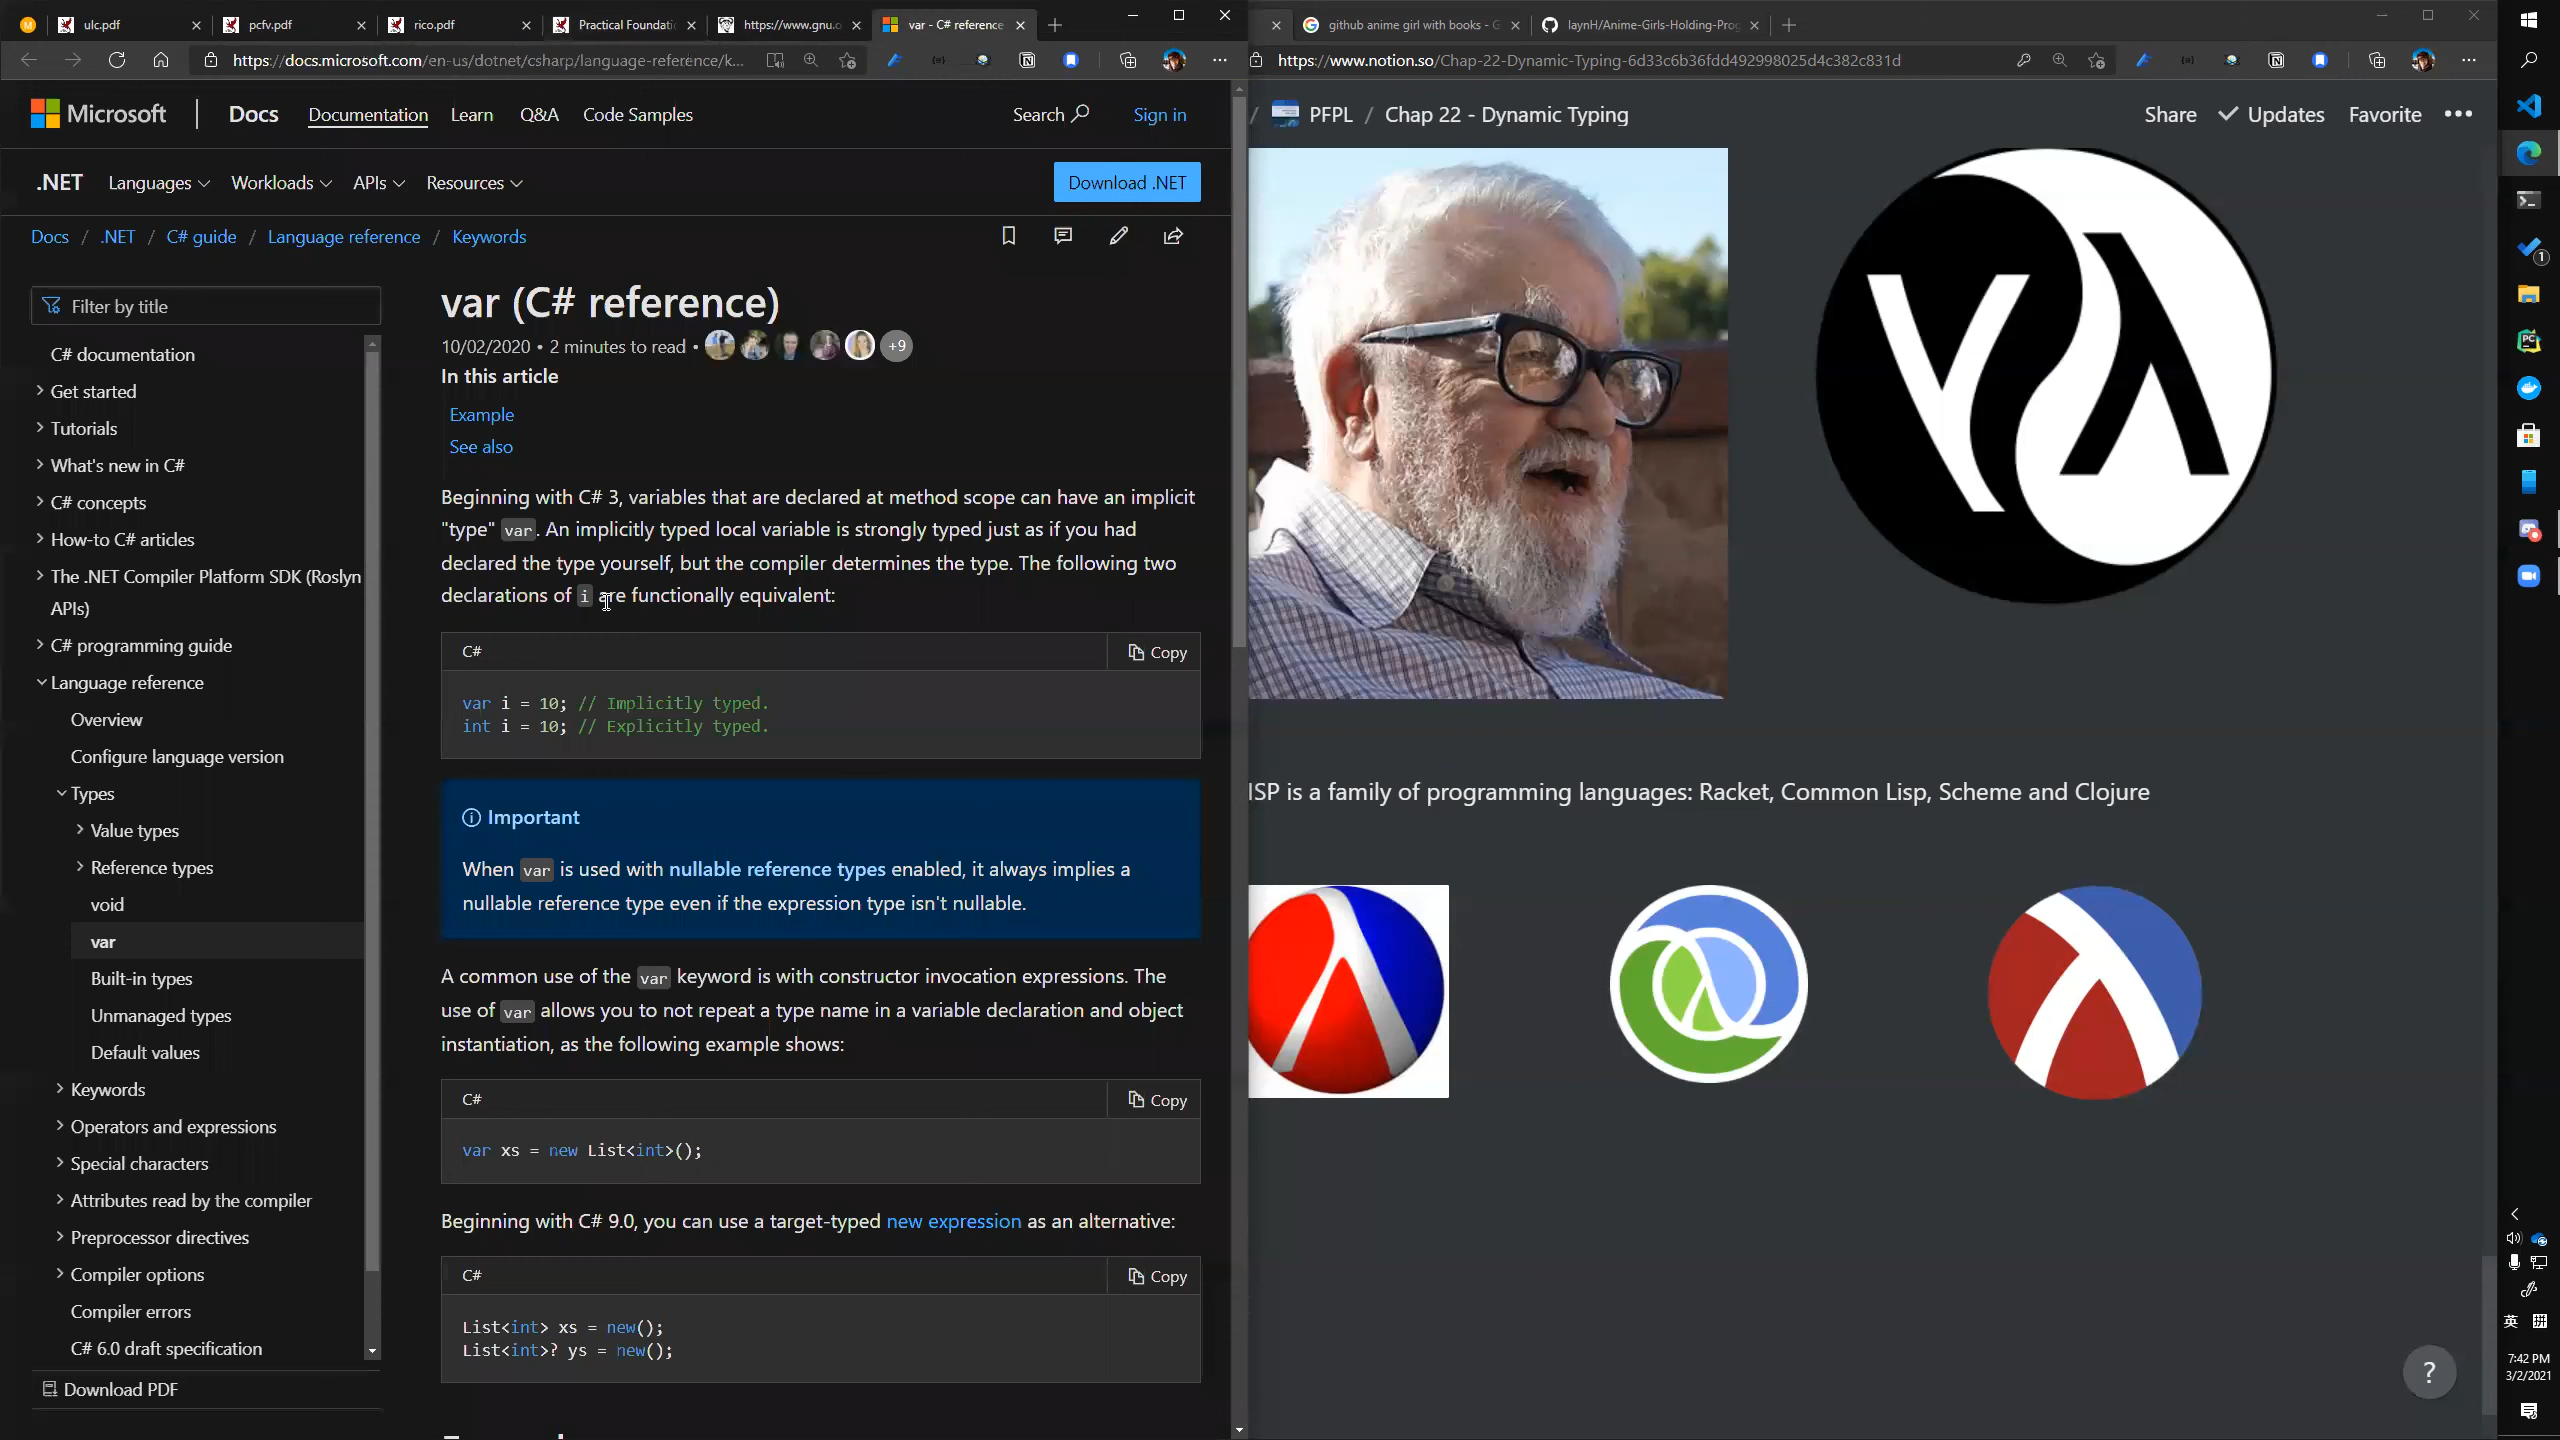 ulc.pdf
pcfv.pdf
rico.pdf
Practical Foundati
https://www.gnu.o
var - C# reference
github anime girl with books - G
laynH/Anime-Girls-Holding-Prog
https://docs.microsoft.com/en-us/dotnet/csharp/language-reference/k...
https://www.notion.so/Chap-22-Dynamic-Typing-6d33c6b36fdd492998025d4c382c831d
Microsoft
Docs
Documentation
Learn
Q&A
Code Samples
Search
Sign in
/ PFPL / Chap 22 - Dynamic Typing
Share
Updates
Favorite
•••
.NET
Languages
Workloads
APIs
Resources
Download .NET
Docs / .NET / C# guide / Language reference / Keywords
Filter by title
C# documentation
Get started
Tutorials
What's new in C#
C# concepts
How-to C# articles
The .NET Compiler Platform SDK (Roslyn
APIs)
C# programming guide
Language reference
Overview
Configure language version
Types
Value types
Reference types
void
var
Built-in types
Unmanaged types
Default values
Keywords
Operators and expressions
Special characters
Attributes read by the compiler
Preprocessor directives
Compiler options
Compiler errors
C# 6.0 draft specification
Download PDF
var (C# reference)
10/02/2020 • 2 minutes to read •
+9
In this article
Example
See also
Beginning with C# 3, variables that are declared at method scope can have an implicit
"type" var. An implicitly typed local variable is strongly typed just as if you had
declared the type yourself, but the compiler determines the type. The following two
declarations of i are functionally equivalent:
C#
Copy
var i = 10; // Implicitly typed.
int i = 10; // Explicitly typed.
Important
When var is used with nullable reference types enabled, it always implies a
nullable reference type even if the expression type isn't nullable.
A common use of the var keyword is with constructor invocation expressions. The
use of var allows you to not repeat a type name in a variable declaration and object
instantiation, as the following example shows:
C#
Copy
var xs = new List<int>();
Beginning with C# 9.0, you can use a target-typed new expression as an alternative:
C#
Copy
List<int> xs = new();
List<int>? ys = new();
ISP is a family of programming languages: Racket, Common Lisp, Scheme and Clojure
?
PC
1
英
拼
7:42 PM
3/2/2021